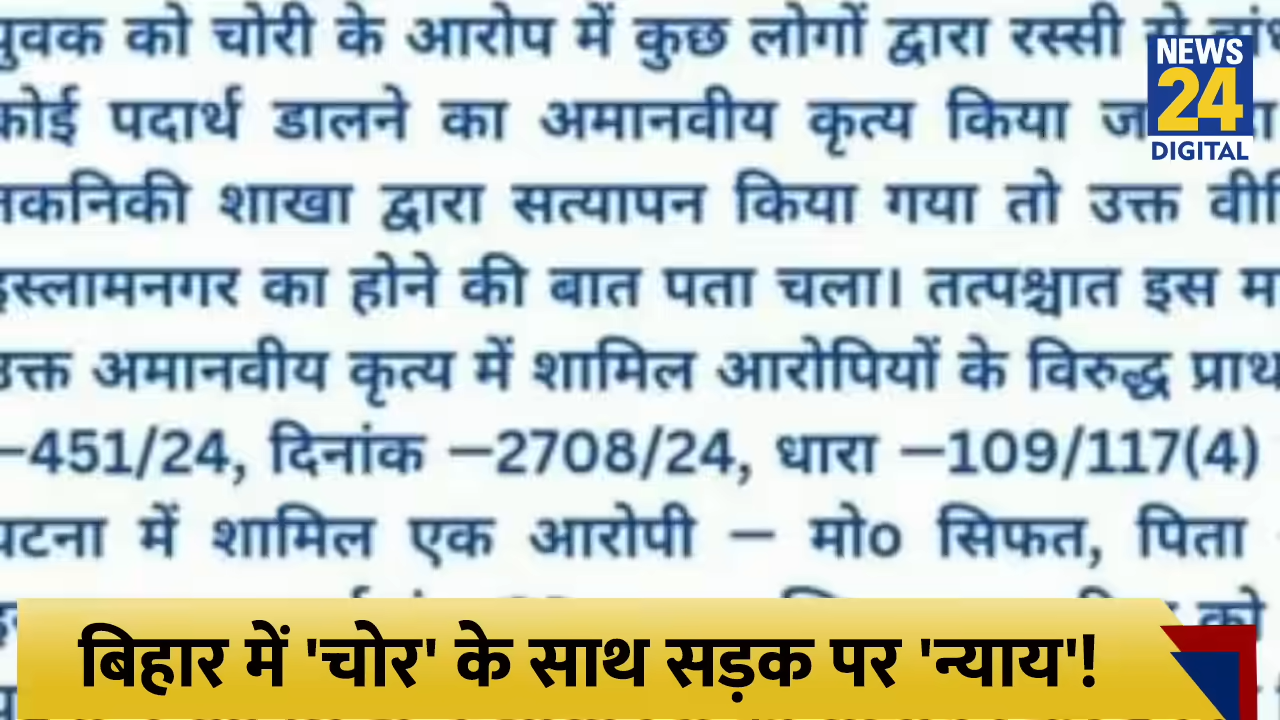 युवक को चोरी के आरोप में कुछ लोगों द्वारा रस्सी से
कोई पदार्थ डालने का अमानवीय कृत्य किया
तकनिकी शाखा द्वारा सत्यापन किया गया तो उक्त
इस्लामनगर का होने की बात पता चला। तत्पश्चात इस
उक्त अमानवीय कृत्य में शामिल आरोपियों के विरुद्ध
–451/24, दिनांक –2708/24, धारा –109/117(4)
घटना में शामिल एक आरोपी – मो० सिफत, पिता
को
NEWS
24
DIGITAL
बिहार में 'चोर' के साथ सड़क पर 'न्याय'!